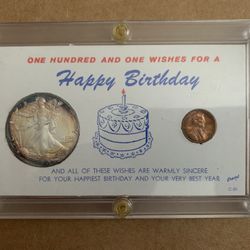 ONE HUNDRED AND ONE WISHES FOR A
Happy Birthday
AND ALL OF THESE WISHES ARE WARMLY SINCERE
FOR YOUR HAPPIEST BIRTHDAY AND YOUR VERY BEST YEAR